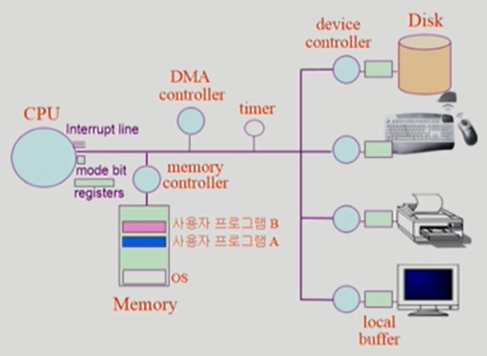 device
controller
Disk
DMA
controller
timer
CPU
Interrupt line
mode bit
registers
memory
controller
사용자 프로그램 B
사용자 프로그램 A
OS
Memory
local
buffer